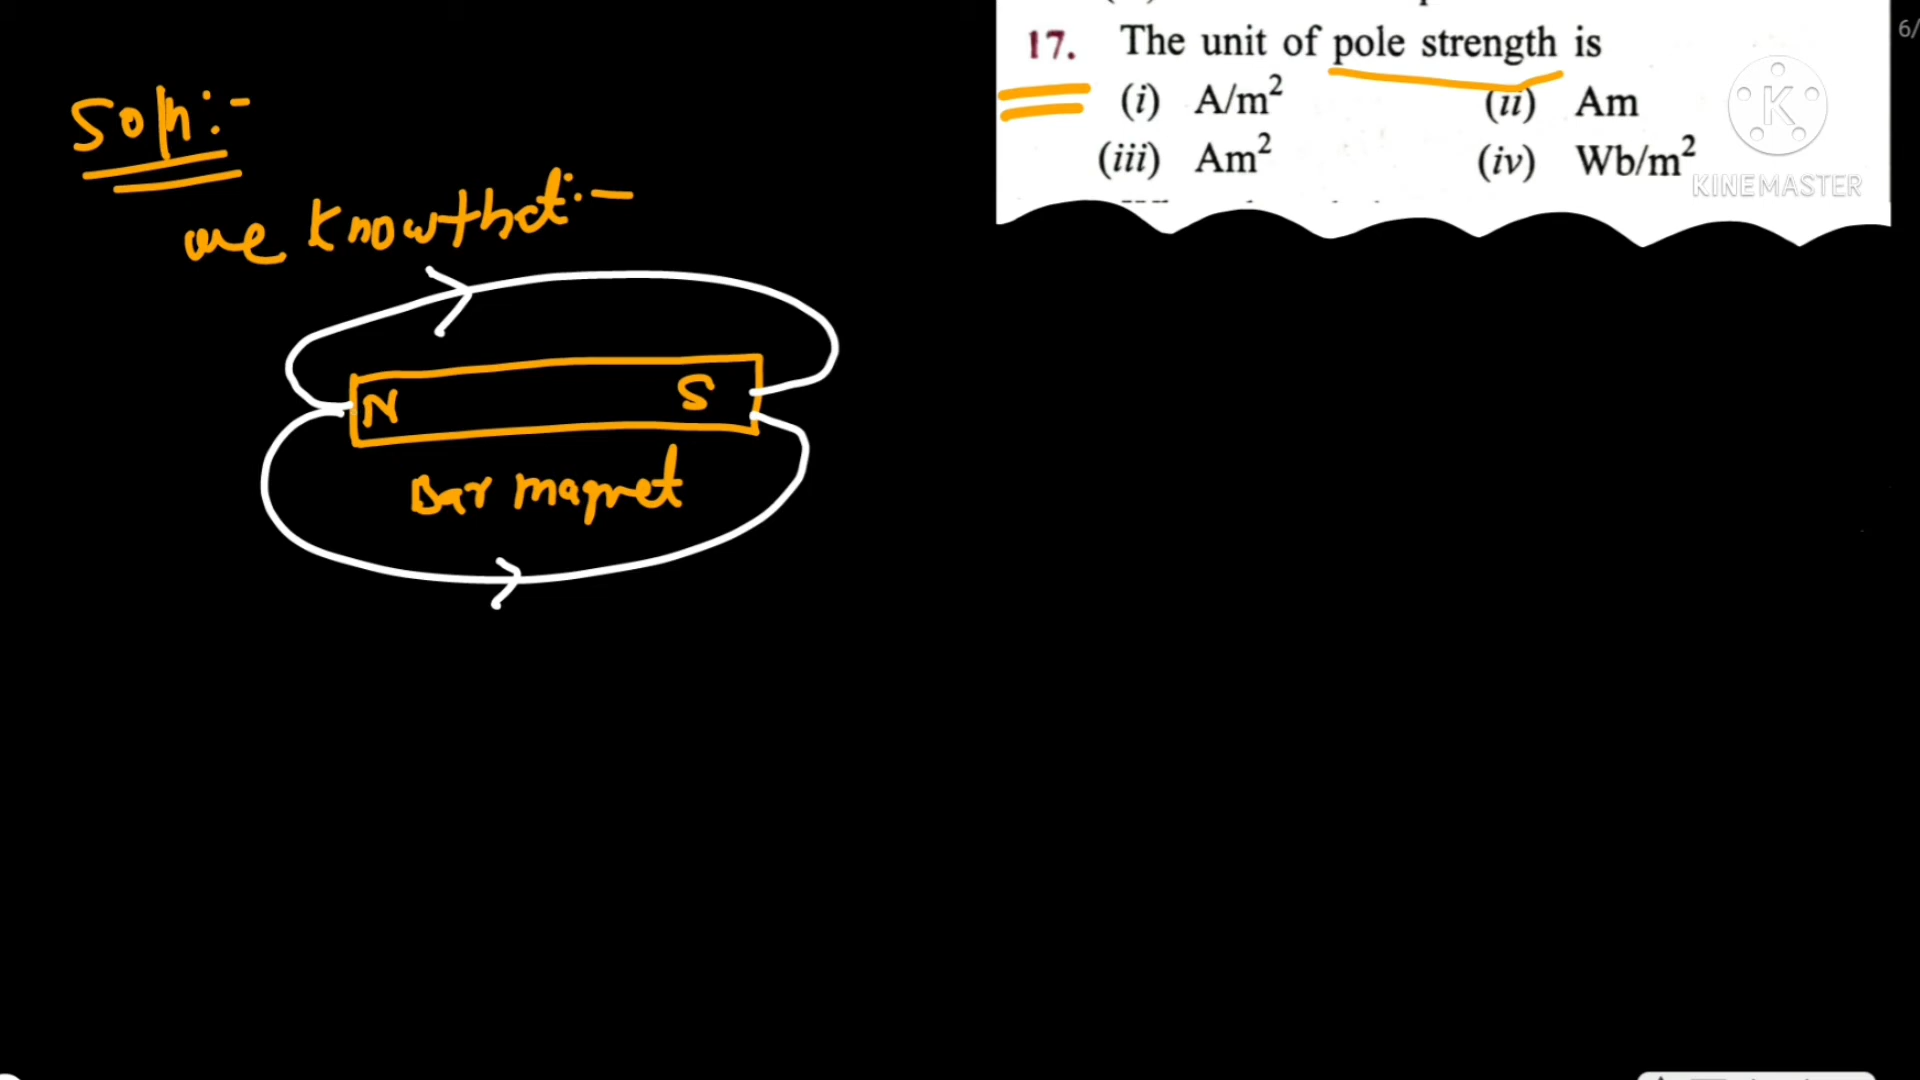 17. The unit of pole strength is
(i) A/m² (ii) Am
(iii) Am² (iv) Wb/m²
KINEMASTER
6/
Soln:-
we know that:-
N S
Bar magnet